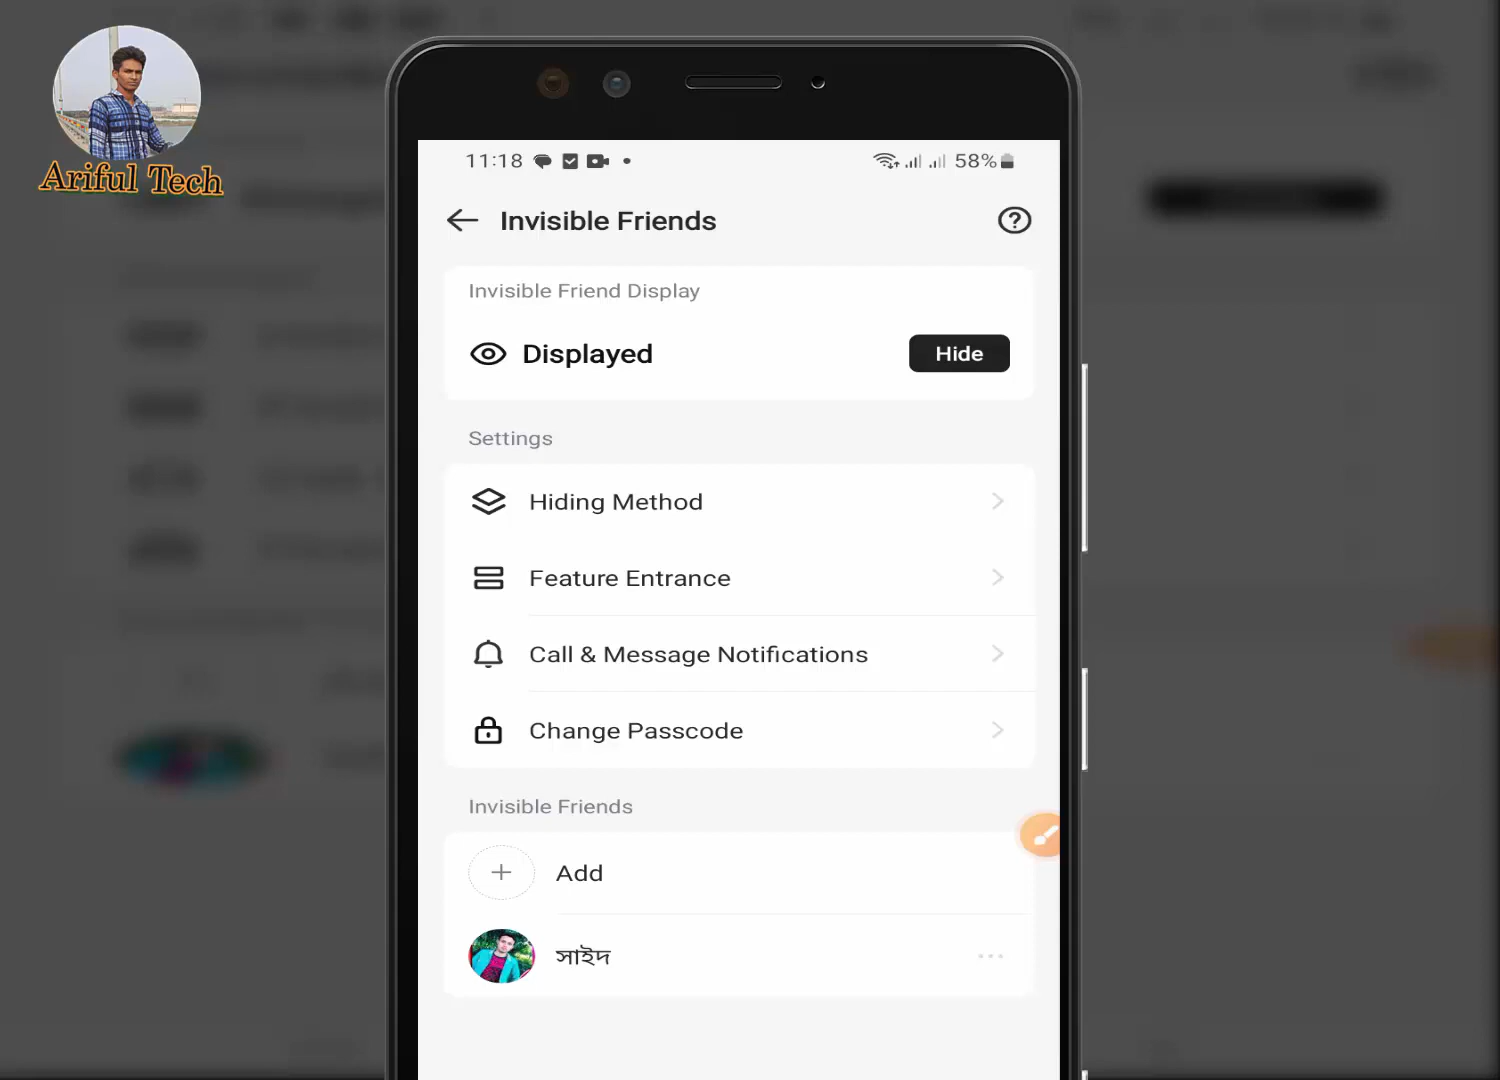 Ariful Tech
11:18
58%
Invisible Friends
Invisible Friend Display
Displayed
Hide
Settings
Hiding Method
Feature Entrance
Call & Message Notifications
Change Passcode
Invisible Friends
Add
সাইদ